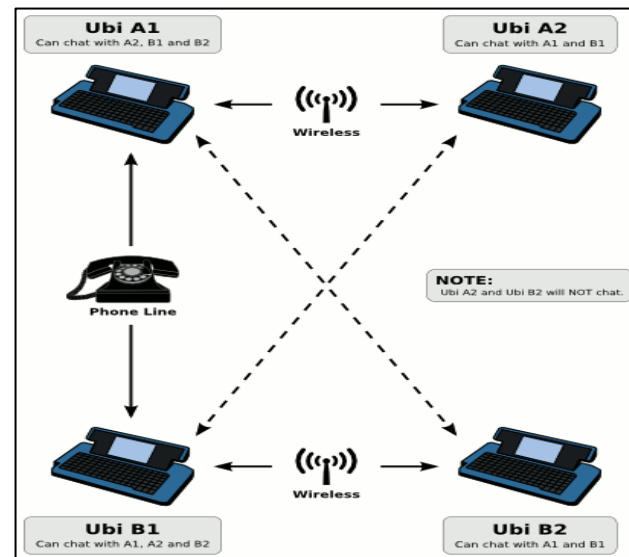 Ubi A1
Can chat with A2, B1 and B2
Ubi A2
Can chat with A1 and B1
Wireless
NOTE:
Ubi A2 and Ubi B2 will NOT chat.
Phone Line
Wireless
Ubi B1
Can chat with A1, A2 and B2
Ubi B2
Can chat with A1 and B1